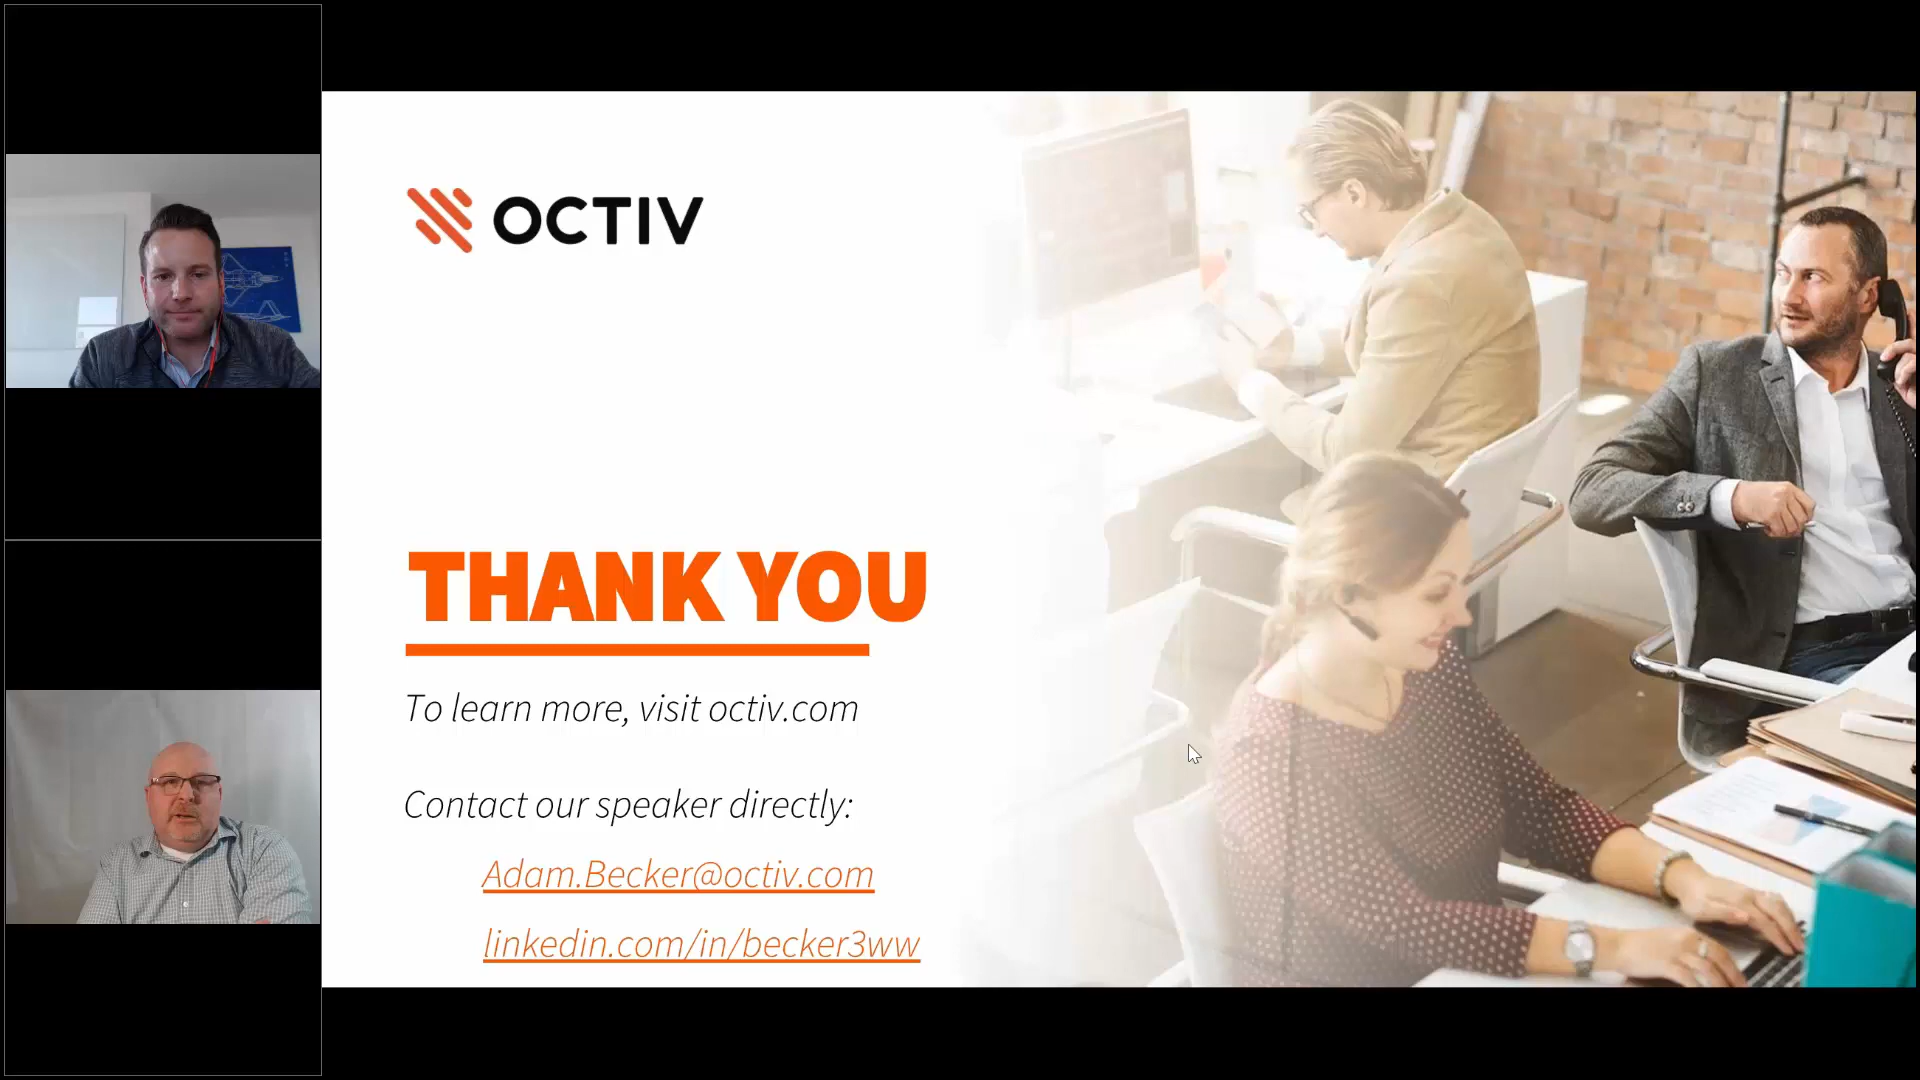 OCTIV
THANK YOU
To learn more, visit octiv.com
Contact our speaker directly:
Adam.Becker@octiv.com
linkedin.com/in/becker3ww